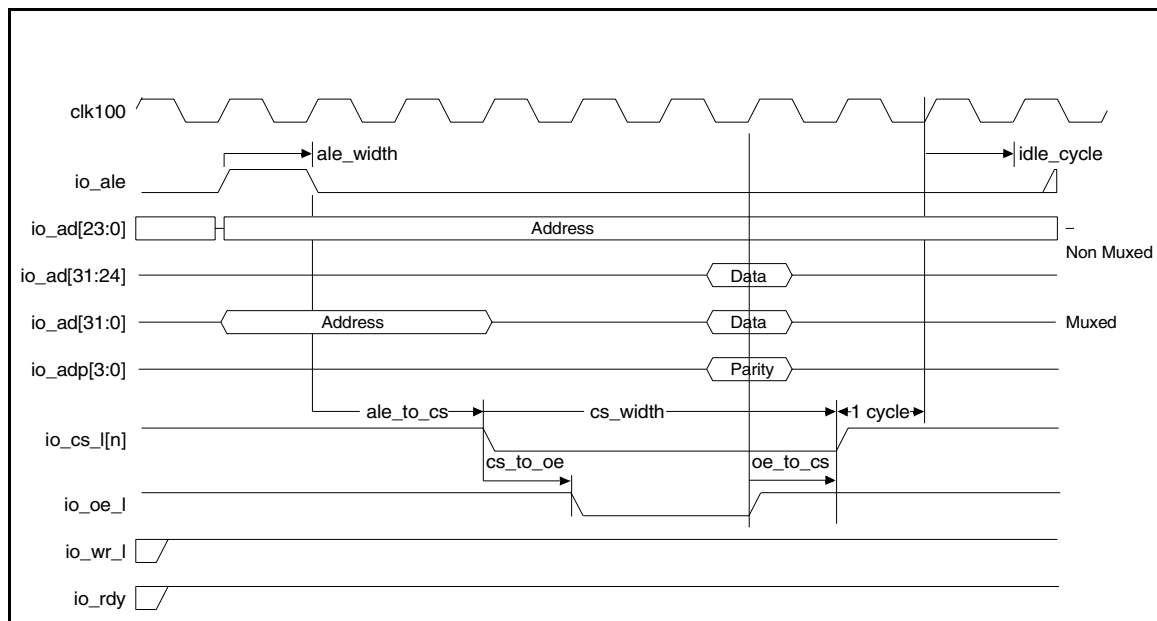 clk100
ale_width
idle_cycle
io_ale
io_ad[23:0]
Address
Non Muxed
io_ad[31:24]
Data
io_ad[31:0]
Address
Data
Muxed
io_adp[3:0]
Parity
ale_to_cs
cs_width
1 cycle
io_cs_l[n]
cs_to_oe
oe_to_cs
io_oe_l
io_wr_l
io_rdy